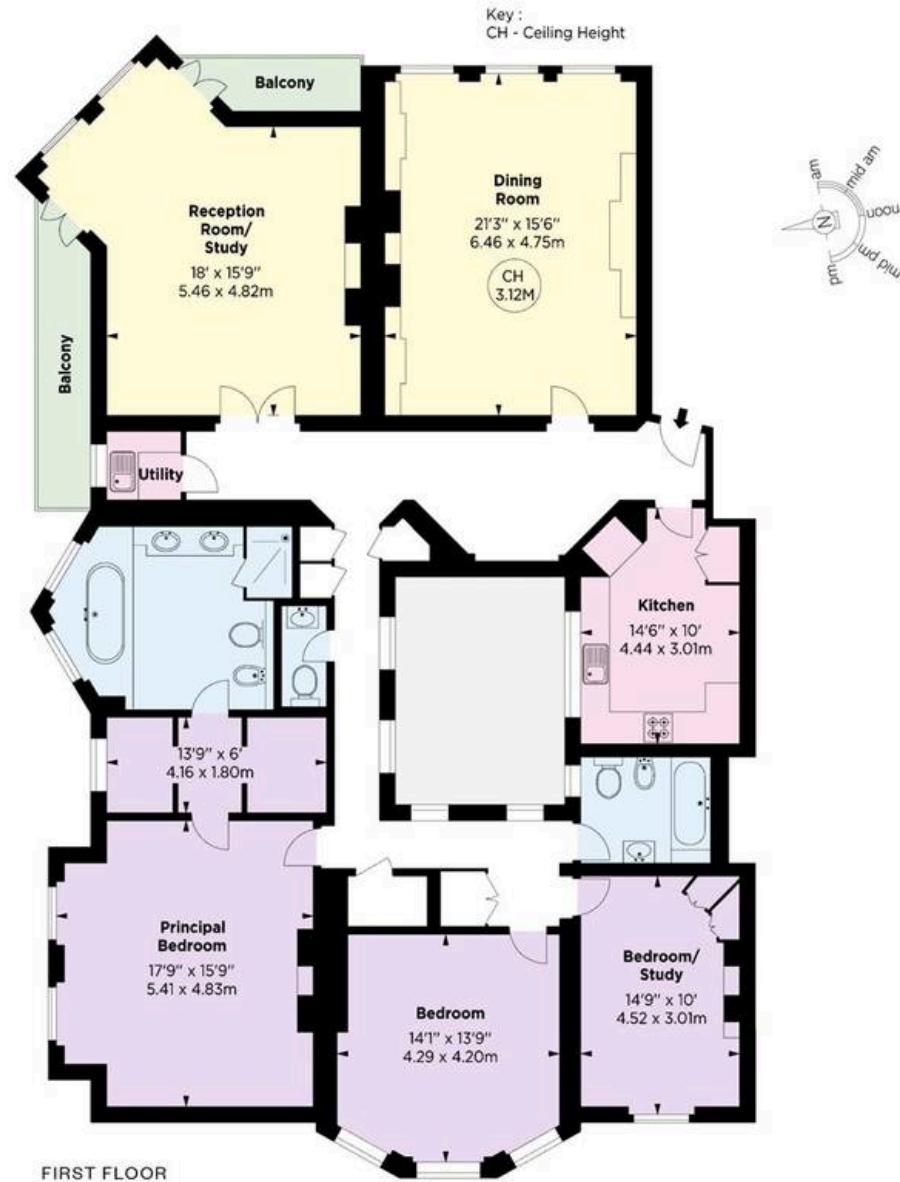 Key :
CH - Ceiling Height
Balcony
Dining
Room
21'3" x 15'6"
6.46 x 4.75m
CH
3.12M
am
mid am
noon
mid pm
pm
N
Reception
Room/
Study
18' x 15'9"
5.46 x 4.82m
Balcony
Utility
Kitchen
14'6" x 10'
4.44 x 3.01m
13'9" x 6'
4.16 x 1.80m
Principal
Bedroom
17'9" x 15'9"
5.41 x 4.83m
Bedroom
14'1" x 13'9"
4.29 x 4.20m
Bedroom/
Study
14'9" x 10'
4.52 x 3.01m
FIRST FLOOR